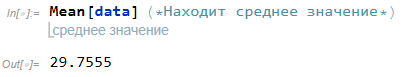 In[•]:= Mean[data] (*Находит среднее значение*)
среднее значение
Out[•]= 29.7555